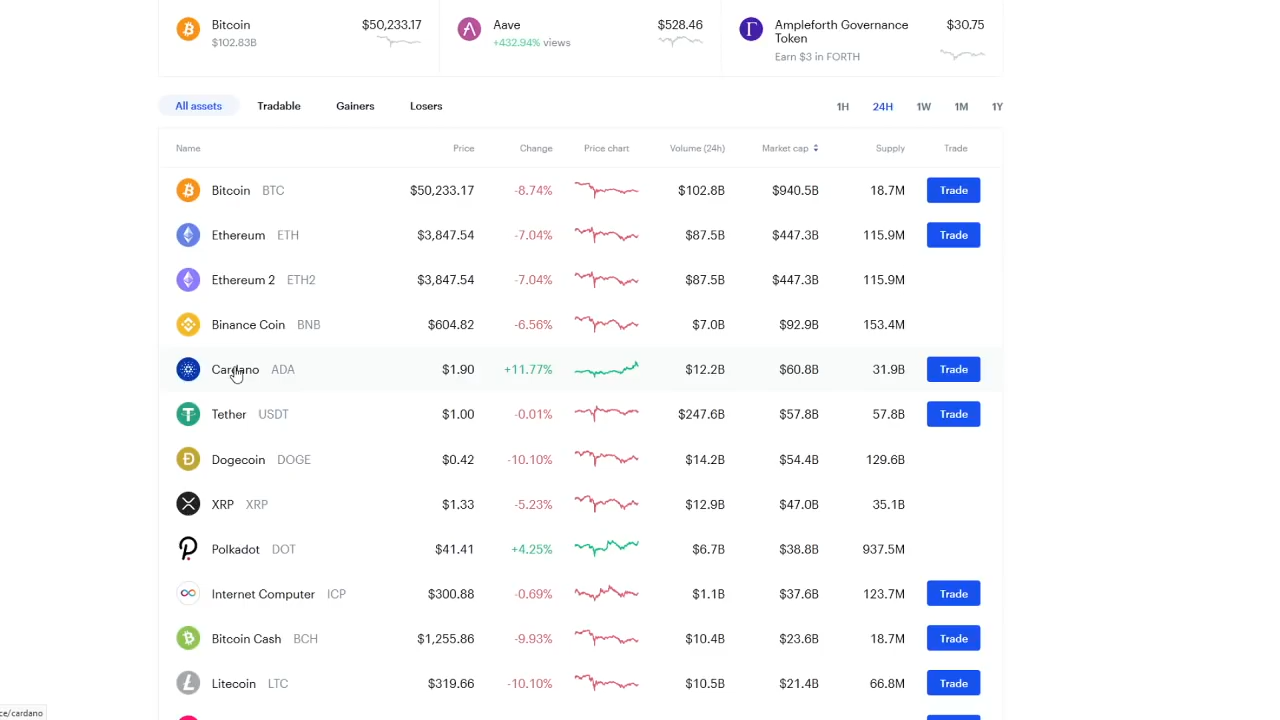 Bitcoin $50,233.17 Aave $528.46 Ampleforth Governance $30.75
$102.83B +432.94% views Token
Earn $3 in FORTH
All assets Tradable Gainers Losers 1H 24H 1W 1M 1Y
Name Price Change Price chart Volume (24h) Market cap Supply Trade
Bitcoin BTC $50,233.17 -8.74% $102.8B $940.5B 18.7M Trade
Ethereum ETH $3,847.54 -7.04% $87.5B $447.3B 115.9M Trade
Ethereum 2 ETH2 $3,847.54 -7.04% $87.5B $447.3B 115.9M
Binance Coin BNB $604.82 -6.56% $7.0B $92.9B 153.4M
Cardano ADA $1.90 +11.77% $12.2B $60.8B 31.9B Trade
Tether USDT $1.00 -0.01% $247.6B $57.8B 57.8B Trade
Dogecoin DOGE $0.42 -10.10% $14.2B $54.4B 129.6B
XRP XRP $1.33 -5.23% $12.9B $47.0B 35.1B
Polkadot DOT $41.41 +4.25% $6.7B $38.8B 937.5M
Internet Computer ICP $300.88 -0.69% $1.1B $37.6B 123.7M Trade
Bitcoin Cash BCH $1,255.86 -9.93% $10.4B $23.6B 18.7M Trade
Litecoin LTC $319.66 -10.10% $10.5B $21.4B 66.8M Trade
ce/cardano